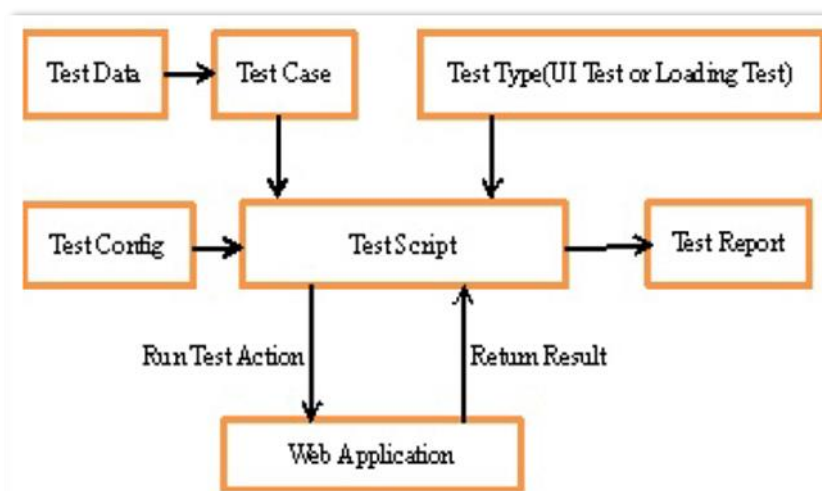 Test Data
Test Case
Test Type(UI Test or Loading Test)
Test Config
Test Script
Test Report
Run Test Action
Return Result
Web Application